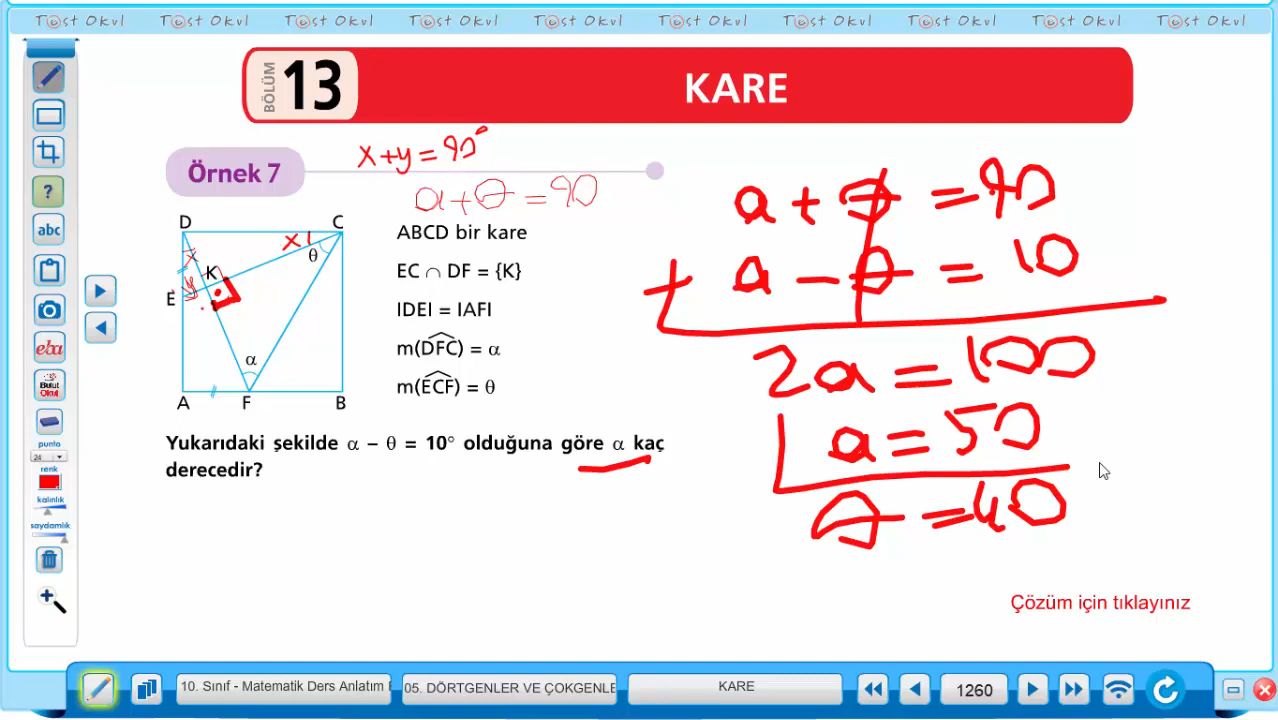 Test Okul Test Okul Test Okul Test Okul Test Okul Test Okul Test Okul Test Okul Test Okul Test Okul
BÖLÜM 13
KARE
Örnek 7
x+y=90°
a+θ=90
D
C
x
x
θ
K
y
E
α
A
F
B
ABCD bir kare
EC ∩ DF = {K}
IDEI = IAFI
m(DFC) = α
m(ECF) = θ
Yukarıdaki şekilde α – θ = 10° olduğuna göre α kaç
derecedir?
a + θ = 90
+ a - θ = 10
2a = 100
a = 50
θ = 40
Çözüm için tıklayınız
?
abc
eba
Bulut
Okul
punto
24
renk
kalınlık
saydamlık
10. Sınıf - Matematik Ders Anlatım
05. DÖRTGENLER VE ÇOKGENLE
KARE
1260